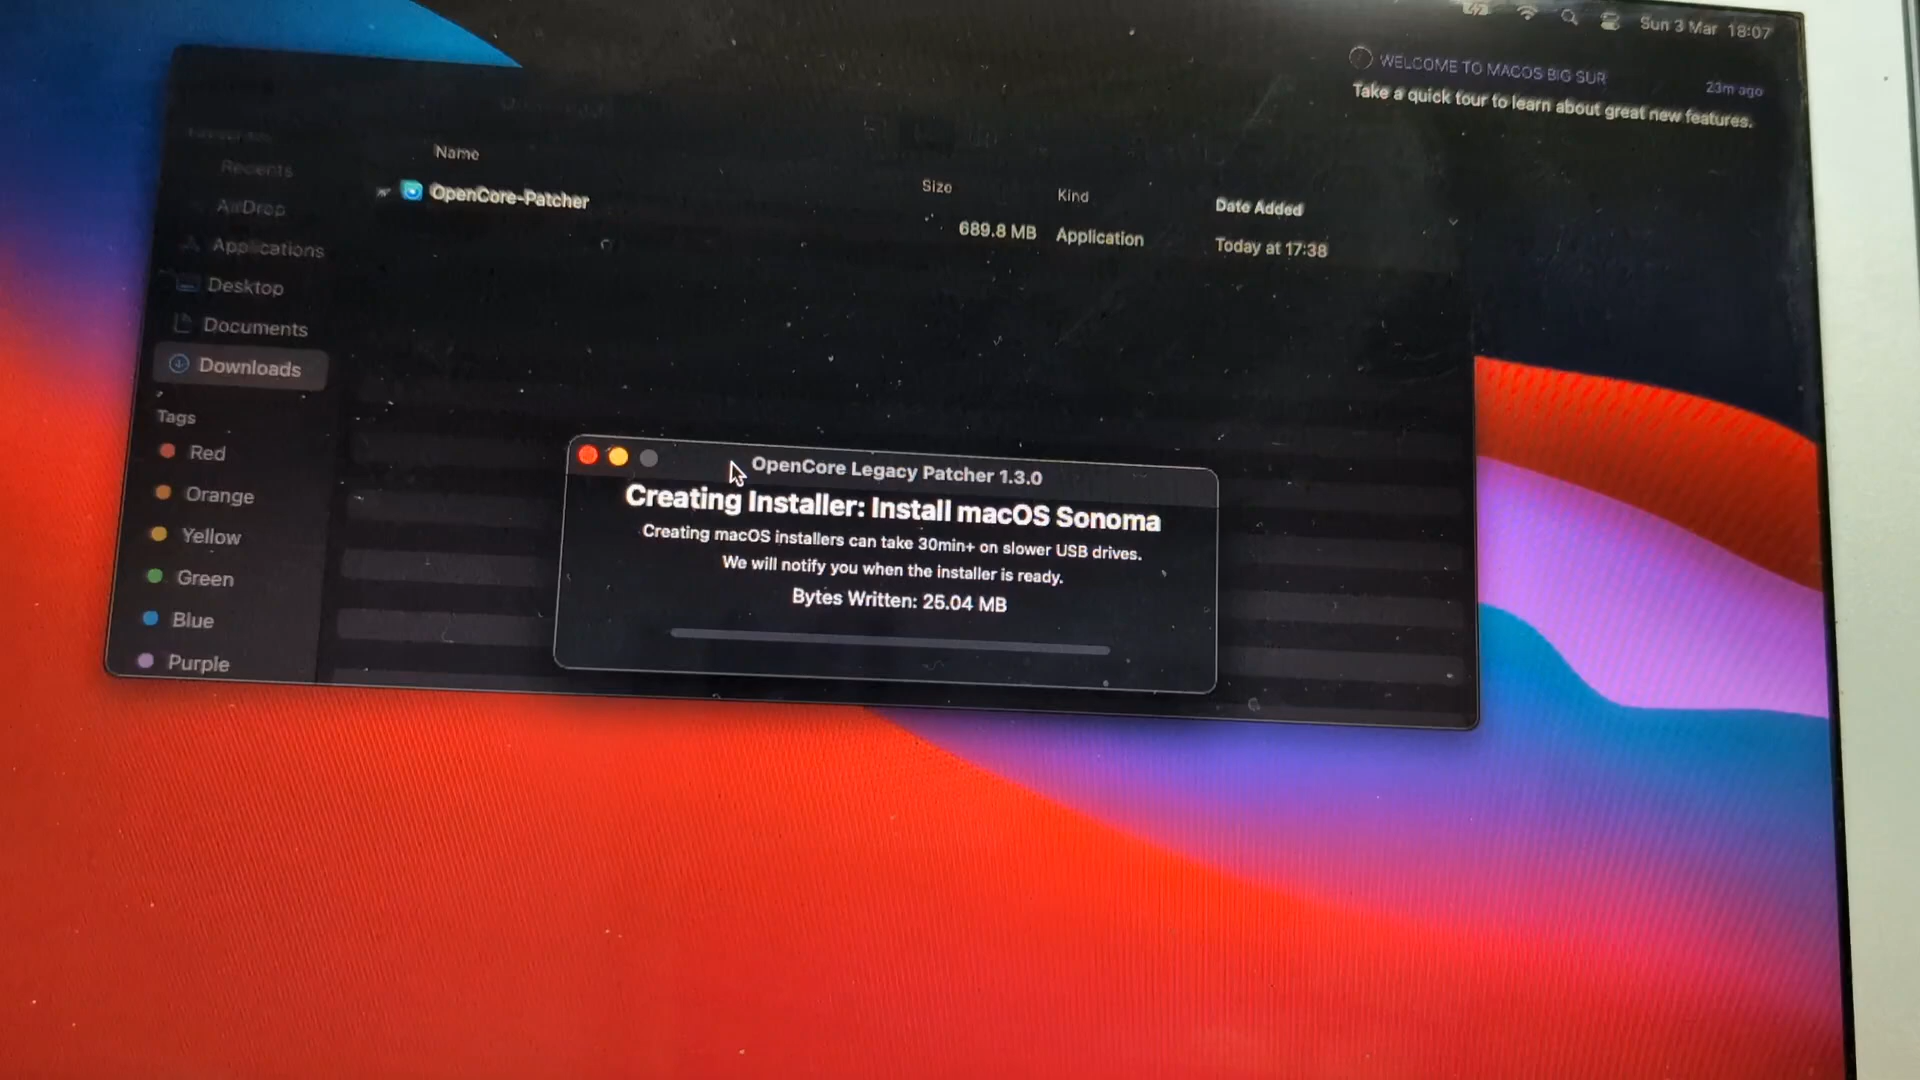 Sun 3 Mar 18:07
WELCOME TO MACOS BIG SUR
23m ago
Take a quick tour to learn about great new features.
Recents
AirDrop
Applications
Desktop
Documents
Downloads
Tags
Red
Orange
Yellow
Green
Blue
Purple
Name
Size
Kind
Date Added
OpenCore-Patcher
689.8 MB
Application
Today at 17:38
OpenCore Legacy Patcher 1.3.0
Creating Installer: Install macOS Sonoma
Creating macOS installers can take 30min+ on slower USB drives.
We will notify you when the installer is ready.
Bytes Written: 25.04 MB